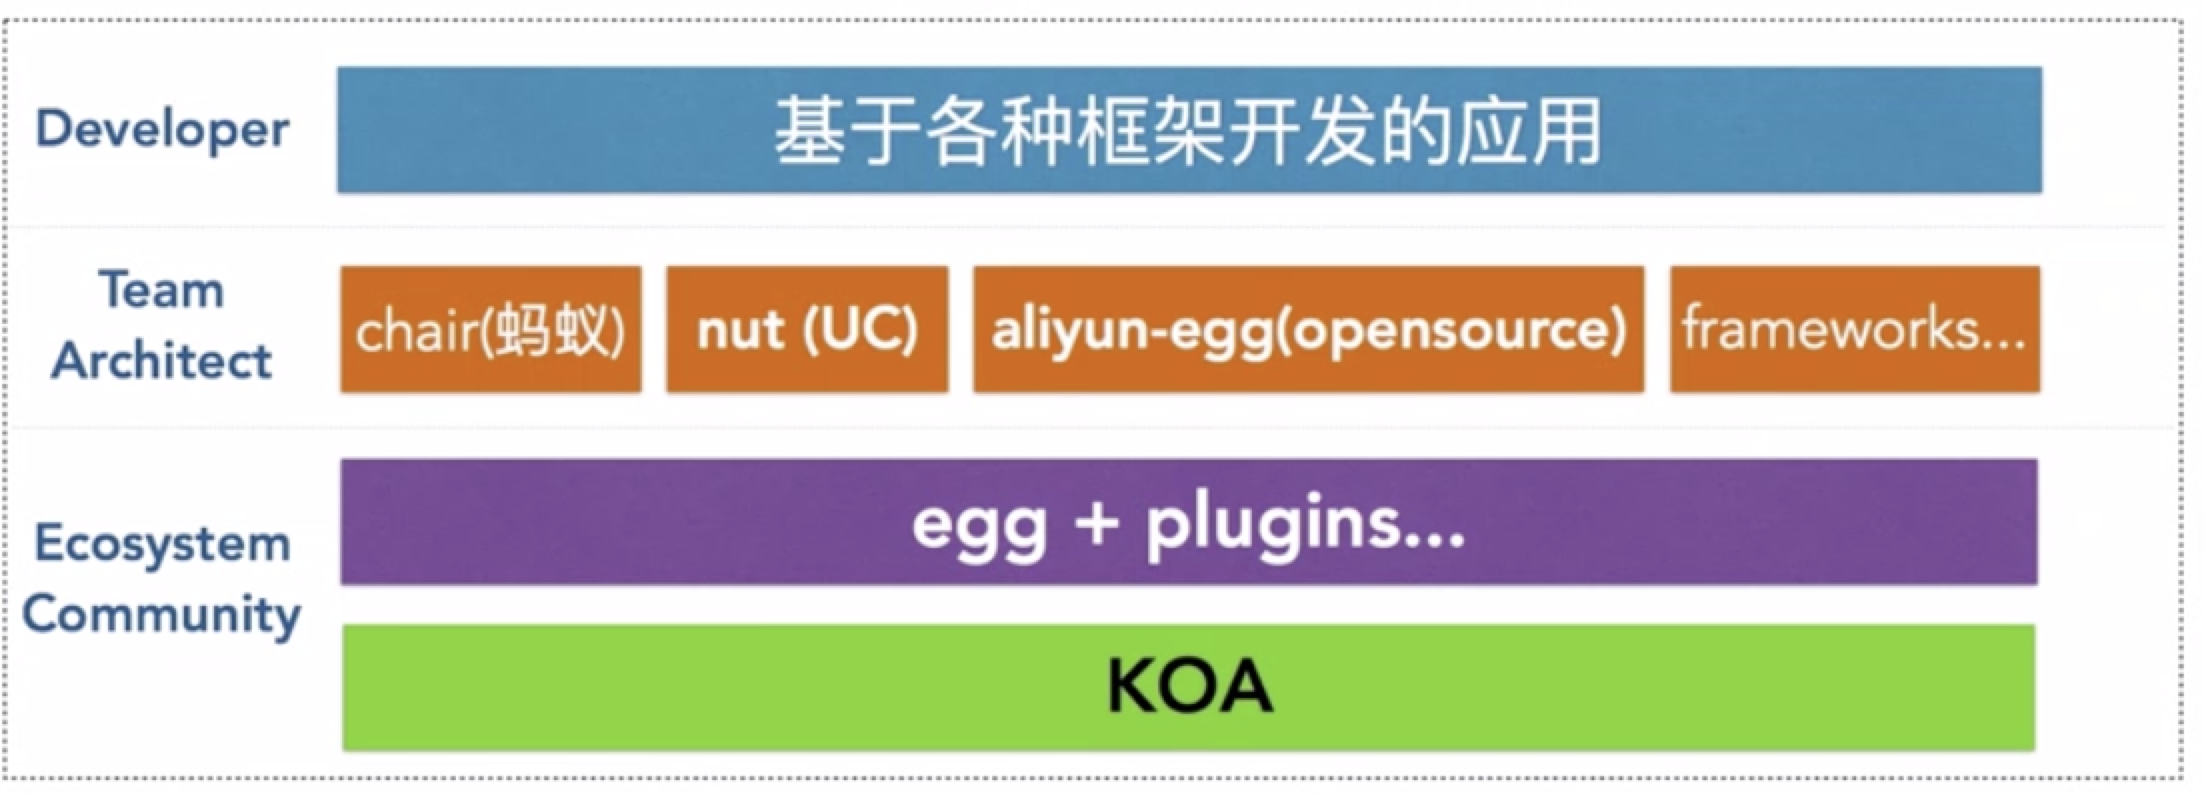 Developer
基于各种框架开发的应用
Team
Architect
chair(蚂蚁)
nut (UC)
aliyun-egg(opensource)
frameworks...
Ecosystem
Community
egg + plugins...
KOA